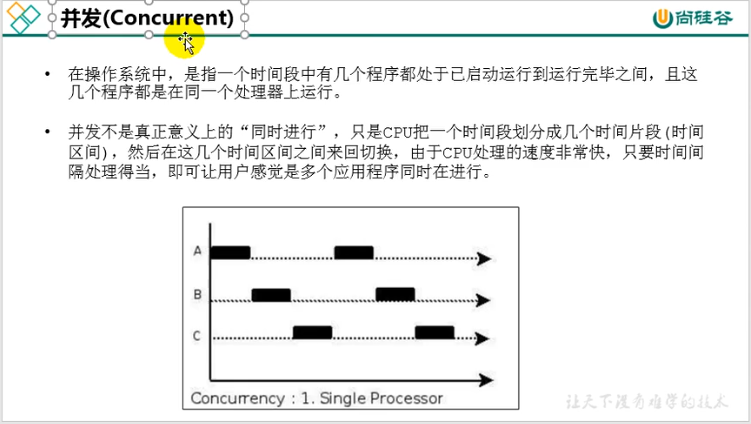 并发(Concurrent)
尚硅谷
• 在操作系统中，是指一个时间段中有几个程序都处于已启动运行到运行完毕之间，且这
几个程序都是在同一个处理器上运行。
• 并发不是真正意义上的“同时进行”，只是CPU把一个时间段划分成几个时间片段(时间
区间)，然后在这几个时间区间之间来回切换，由于CPU处理的速度非常快，只要时间间
隔处理得当，即可让用户感觉是多个应用程序同时在进行。
A
B
C
Concurrency : 1. Single Processor
让天下没有难学的技术